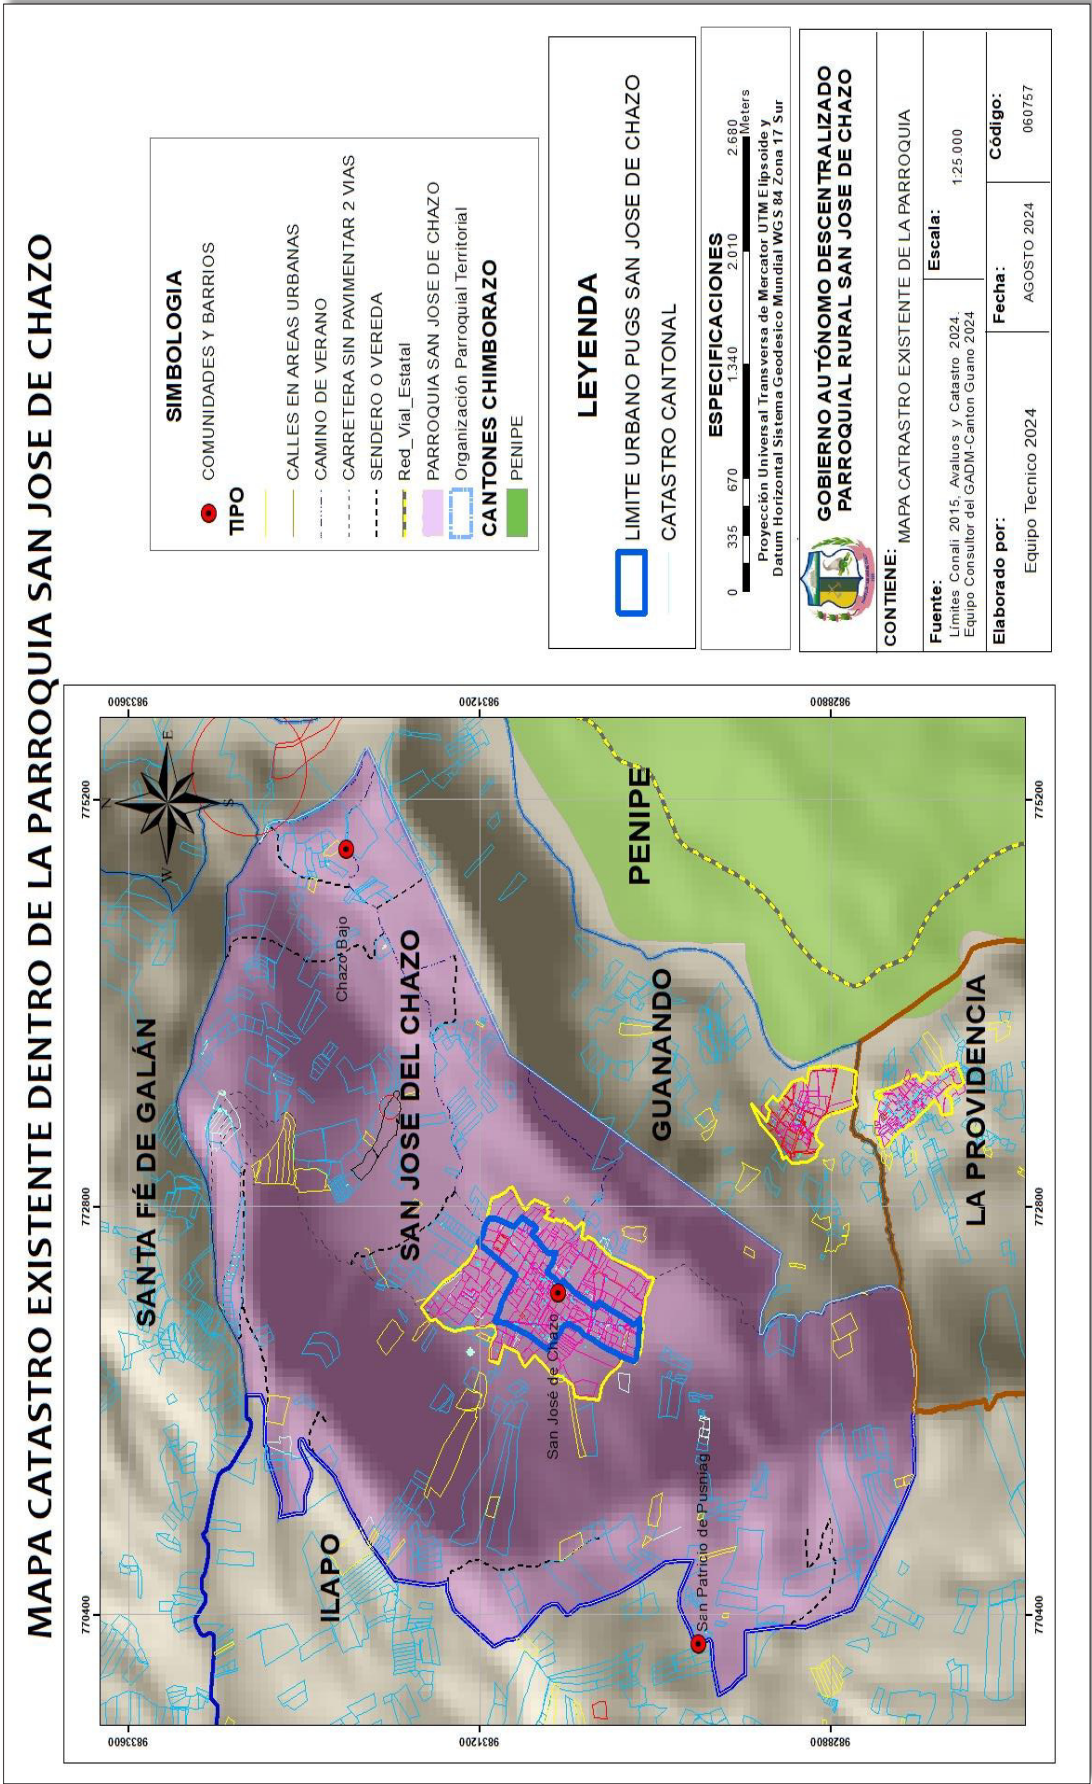 MAPA CATASTRO EXISTENTE DENTRO DE LA PARROQUIA SAN JOSE DE CHAZO
770400
772800
775200
9833600
9831200
9828800
N
W
E
S
SANTA FÉ DE GALÁN
ILAPO
Chazo Bajo
SAN JOSE DEL CHAZO
San José de Chazo
San Patricio de Pusniag
PENIPE
GUANANDO
LA PROVIDENCIA
9833600
9831200
9828800
770400
772800
775200
SIMBOLOGIA
COMUNIDADES Y BARRIOS
TIPO
CALLES EN AREAS URBANAS
CAMINO DE VERANO
CARRETERA SIN PAVIMENTAR 2 VIAS
SENDERO O VEREDA
Red_Vial_Estatal
PARROQUIA SAN JOSE DE CHAZO
Organización Parroquial Territorial
CANTONES CHIMBORAZO
PENIPE
LEYENDA
LIMITE URBANO PUGS SAN JOSE DE CHAZO
CATASTRO CANTONAL
ESPECIFICACIONES
0 335 670 1.340 2.010 2.680
Meters
Proyección Universal Transversa de Mercator UTM Elipsoide y
Datum Horizontal Sistema Geodesico Mundial WGS 84 Zona 17 Sur
GOBIERNO AUTÓNOMO DESCENTRALIZADO
PARROQUIAL RURAL SAN JOSE DE CHAZO
CONTIENE:
MAPA CATRASTRO EXISTENTE DE LA PARROQUIA
Fuente:
Límites Conali 2015, Avaluos y Catastro 2024.
Equipo Consultor del GADM-Canton Guano 2024
Escala:
1:25.000
Elaborado por:
Equipo Tecnico 2024
Fecha:
AGOSTO 2024
Código:
060757